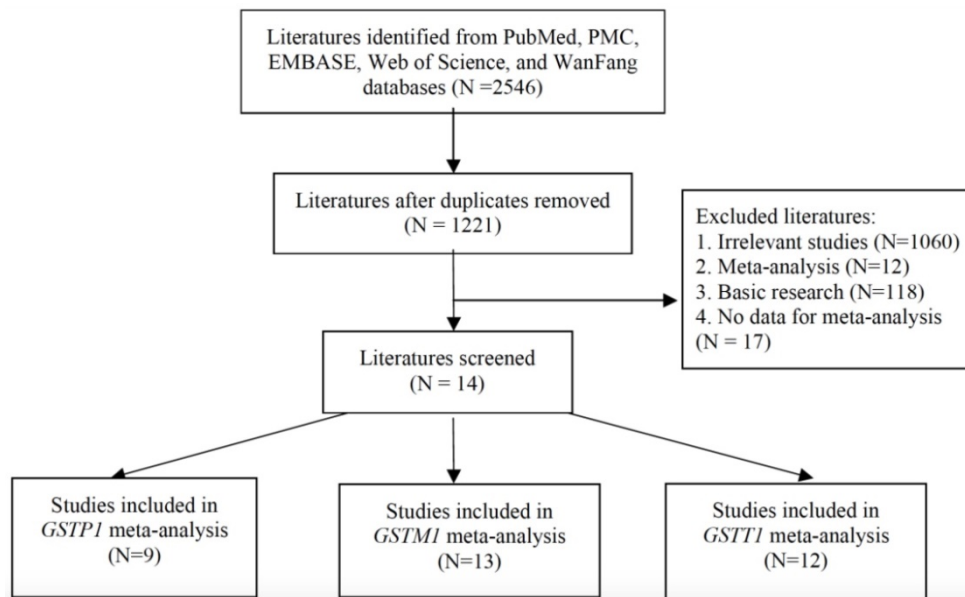 Literatures identified from PubMed, PMC,
EMBASE, Web of Science, and WanFang
databases (N =2546)
Literatures after duplicates removed
(N = 1221)
Excluded literatures:
1. Irrelevant studies (N=1060)
2. Meta-analysis (N=12)
3. Basic research (N=118)
4. No data for meta-analysis
(N = 17)
Literatures screened
(N = 14)
Studies included in
GSTP1 meta-analysis
(N=9)
Studies included in
GSTM1 meta-analysis
(N=13)
Studies included in
GSTT1 meta-analysis
(N=12)